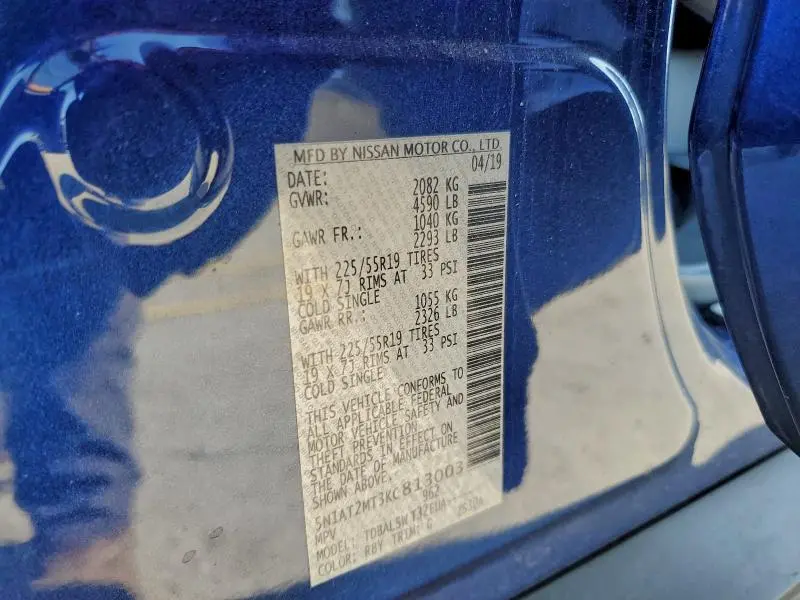 MFD BY NISSAN MOTOR CO., LTD.
DATE: 04/19
GVWR: 2082 KG
4590 LB
GAWR FR.: 1040 KG
2293 LB
WITH 225/55R19 TIRES
19 X 7J RIMS AT 33 PSI
COLD SINGLE
GAWR RR.: 1055 KG
2326 LB
WITH 225/55R19 TIRES
19 X 7J RIMS AT 33 PSI
COLD SINGLE
THIS VEHICLE CONFORMS TO
ALL APPLICABLE FEDERAL
MOTOR VEHICLE SAFETY AND
THEFT PREVENTION
STANDARDS IN EFFECT ON
THE DATE OF MANUFACTURE
SHOWN ABOVE.
5N1AT2MT3KC813003
MPV 962
MODEL:
COLOR: RBY TRIM: G